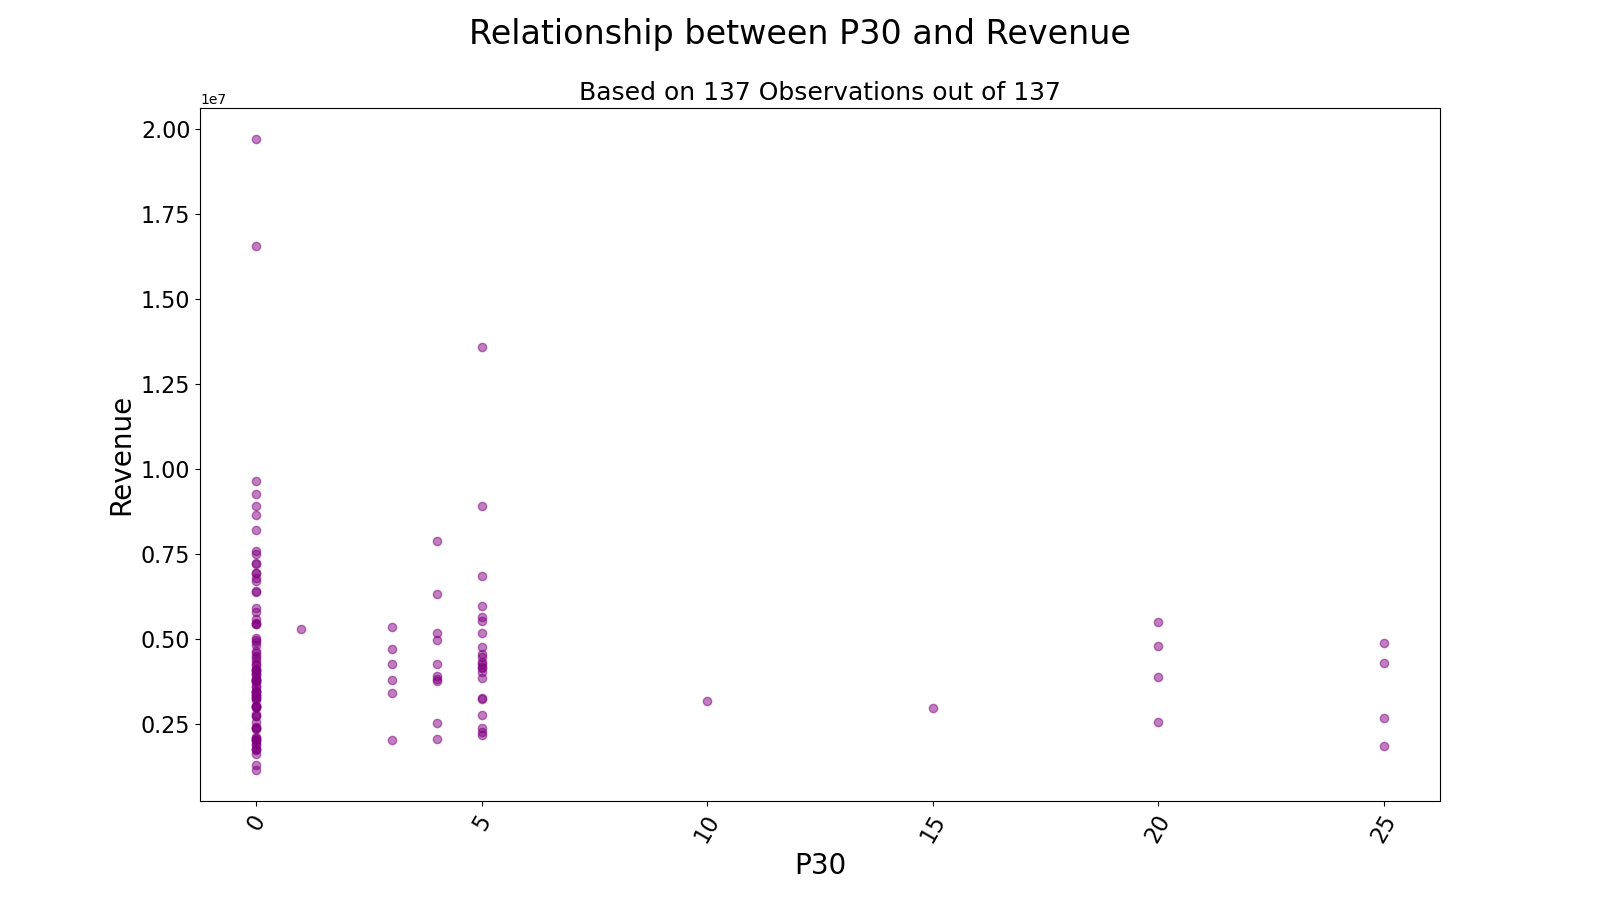 Relationship between P30 and Revenue
Based on 137 Observations out of 137
1e7
2.00
1.75
1.50
1.25
1.00
0.75
0.50
0.25
Revenue
0 5 10 15 20 25
P30